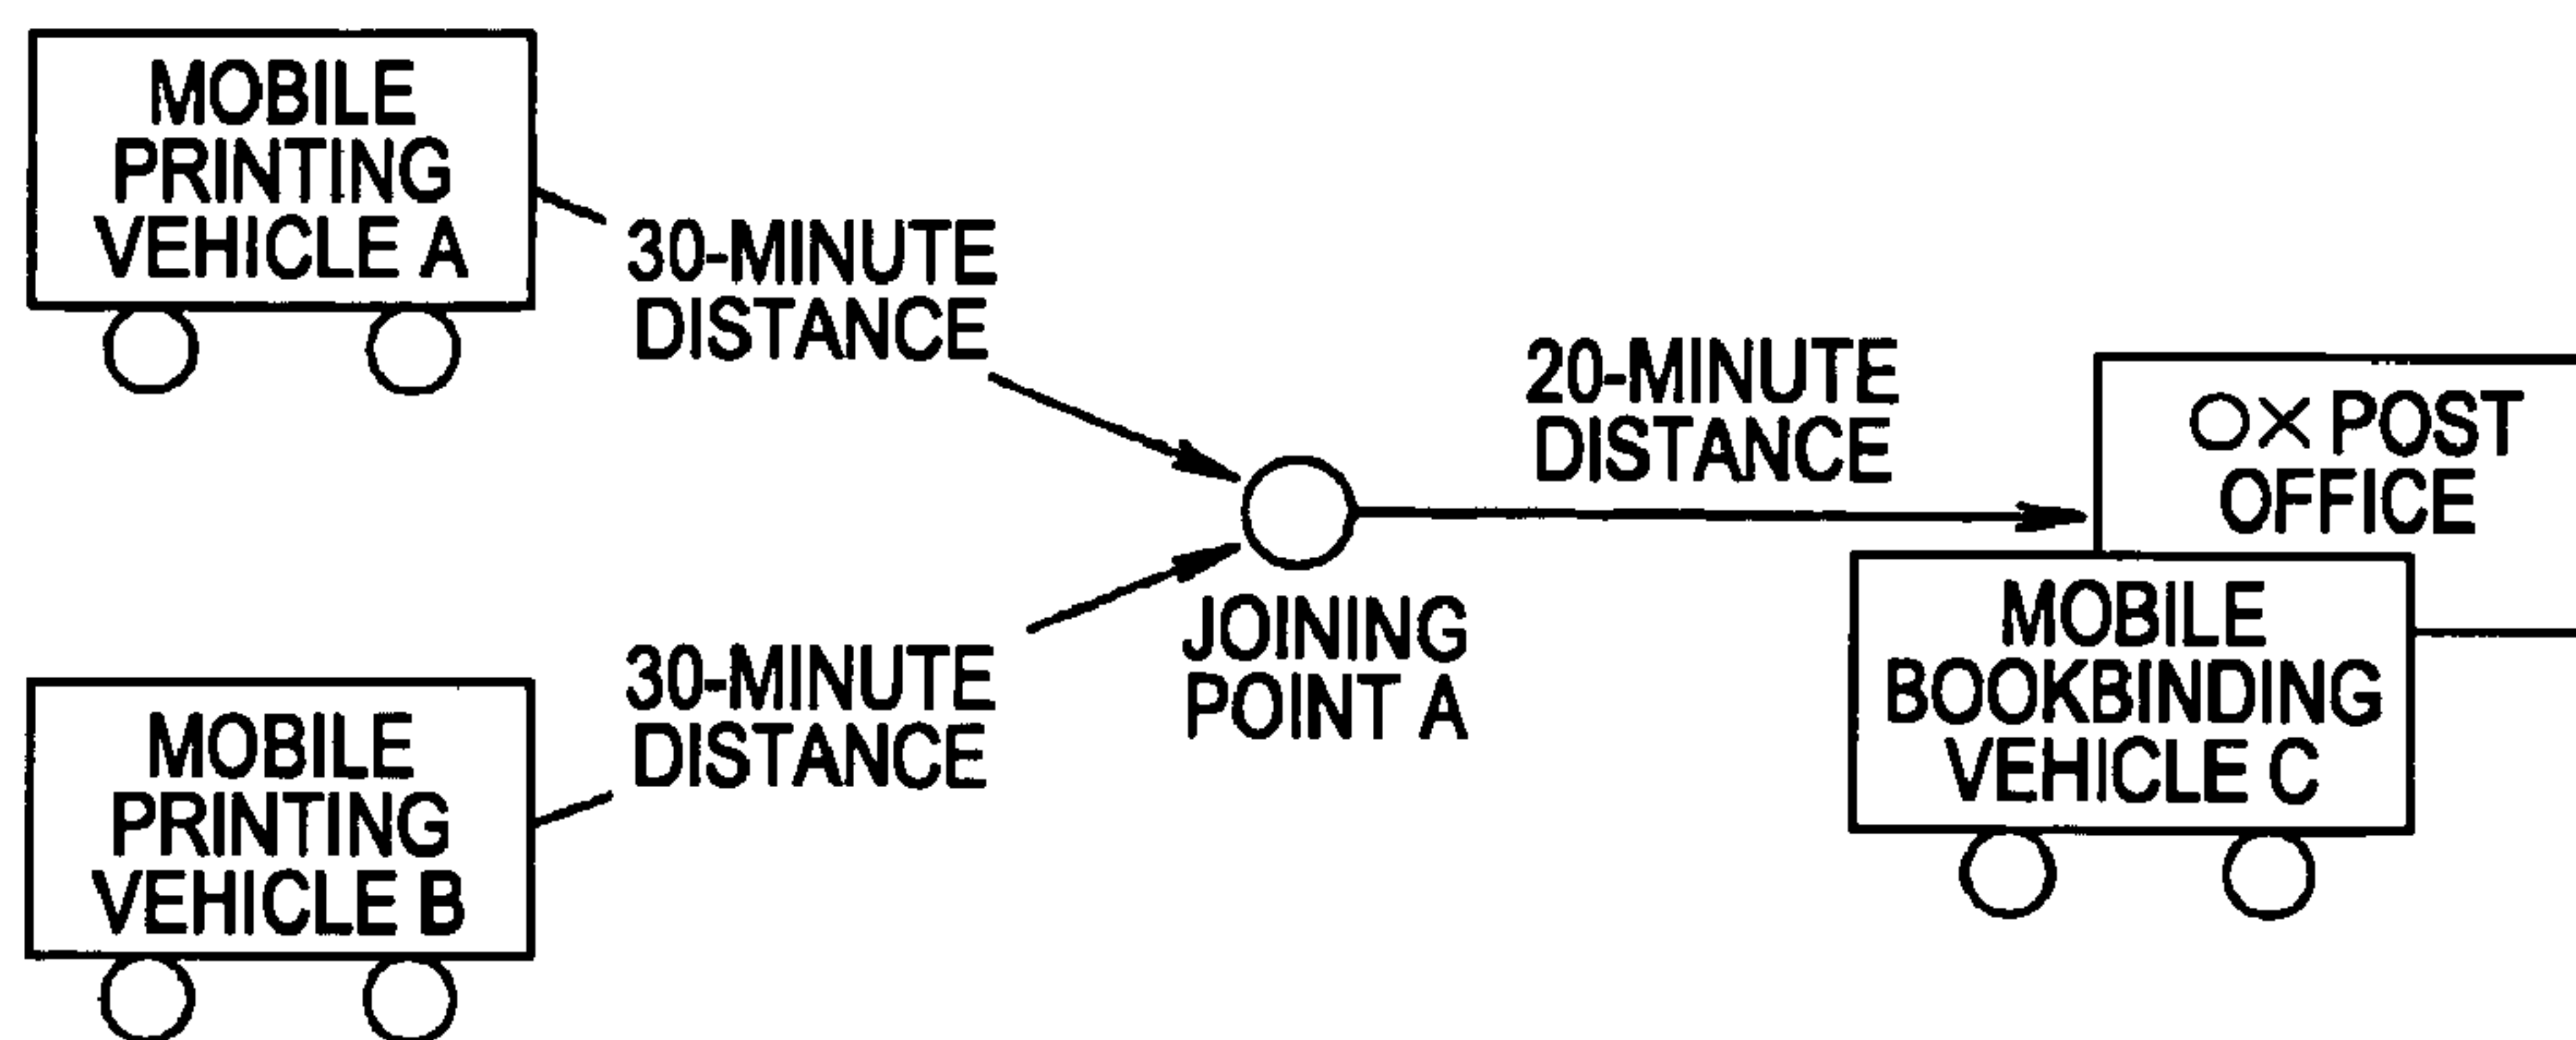 MOBILE
PRINTING
VEHICLE A
30-MINUTE
DISTANCE
20-MINUTE
DISTANCE
○× POST
OFFICE
JOINING
POINT A
MOBILE
BOOKBINDING
VEHICLE C
30-MINUTE
DISTANCE
MOBILE
PRINTING
VEHICLE B